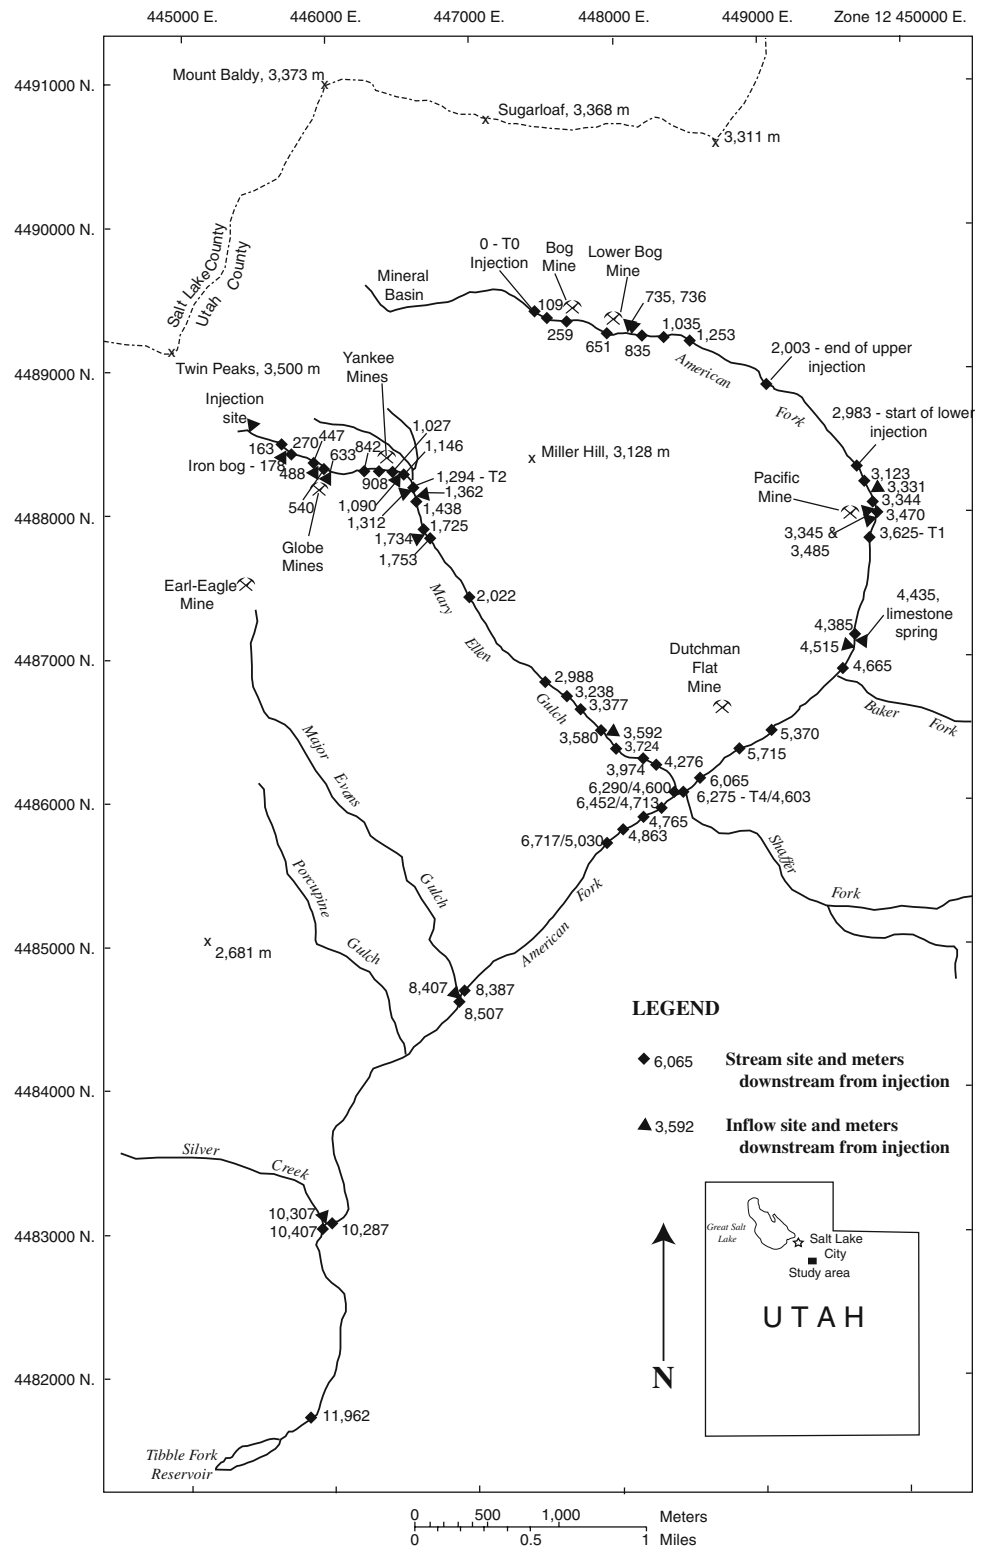 445000 E.
446000 E.
447000 E.
448000 E.
449000 E.
Zone 12 450000 E.
4491000 N.
4490000 N.
4489000 N.
4488000 N.
4487000 N.
4486000 N.
4485000 N.
4484000 N.
4483000 N.
4482000 N.
Mount Baldy, 3,373 m
Sugarloaf, 3,368 m
3,311 m
Salt Lake County
Utah County
Twin Peaks, 3,500 m
Mineral
Basin
0 - T0
Injection
Bog
Mine
Lower Bog
Mine
109
259
651
735, 736
835
1,035
1,253
American
Fork
2,003 - end of upper
injection
2,983 - start of lower
injection
3,123
3,331
3,344
3,470
Pacific
Mine
3,345 &
3,485
3,625- T1
4,435,
limestone
spring
4,385
4,515
4,665
Baker
Fork
Miller Hill, 3,128 m
Yankee
Mines
Injection
site
163
Iron bog - 178
270
447
488
633
540
842
908
1,027
1,146
1,294 - T2
1,090
1,362
1,312
1,438
1,725
1,734
1,753
Globe
Mines
Earl-Eagle
Mine
Mary
Ellen
Gulch
2,022
2,988
3,238
3,377
3,580
3,592
3,724
3,974
4,276
Dutchman
Flat
Mine
5,370
5,715
6,065
6,290/4,600
6,275 - T4/4,603
6,452/4,713
4,765
4,863
6,717/5,030
Shaffer
Fork
Major
Evans
Gulch
Porcupine
Gulch
2,681 m
American
Fork
8,407
8,387
8,507
Silver
Creek
10,307
10,407
10,287
11,962
Tibble Fork
Reservoir
LEGEND
6,065
Stream site and meters
downstream from injection
3,592
Inflow site and meters
downstream from injection
N
Great Salt
Lake
Salt Lake
City
Study area
UTAH
0 500 1,000 Meters
0 0.5 1 Miles